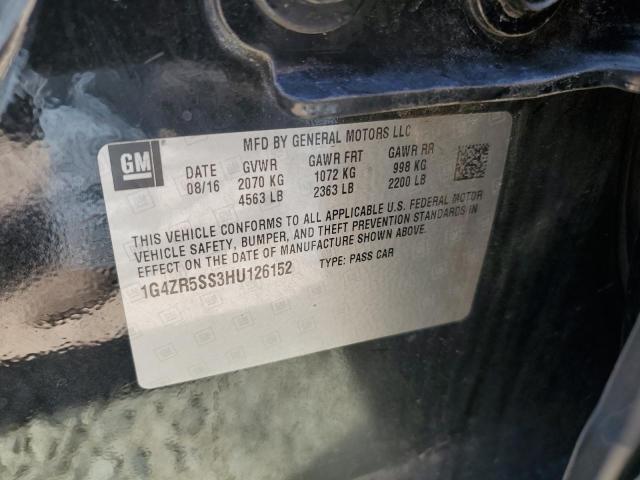 MFD BY GENERAL MOTORS LLC
GM
DATE GVWR GAWR FRT GAWR RR
08/16 2070 KG 1072 KG 998 KG
4563 LB 2363 LB 2200 LB
THIS VEHICLE CONFORMS TO ALL APPLICABLE U.S. FEDERAL MOTOR
VEHICLE SAFETY, BUMPER, AND THEFT PREVENTION STANDARDS IN
EFFECT ON THE DATE OF MANUFACTURE SHOWN ABOVE.
1G4ZR5SS3HU126152 TYPE: PASS CAR